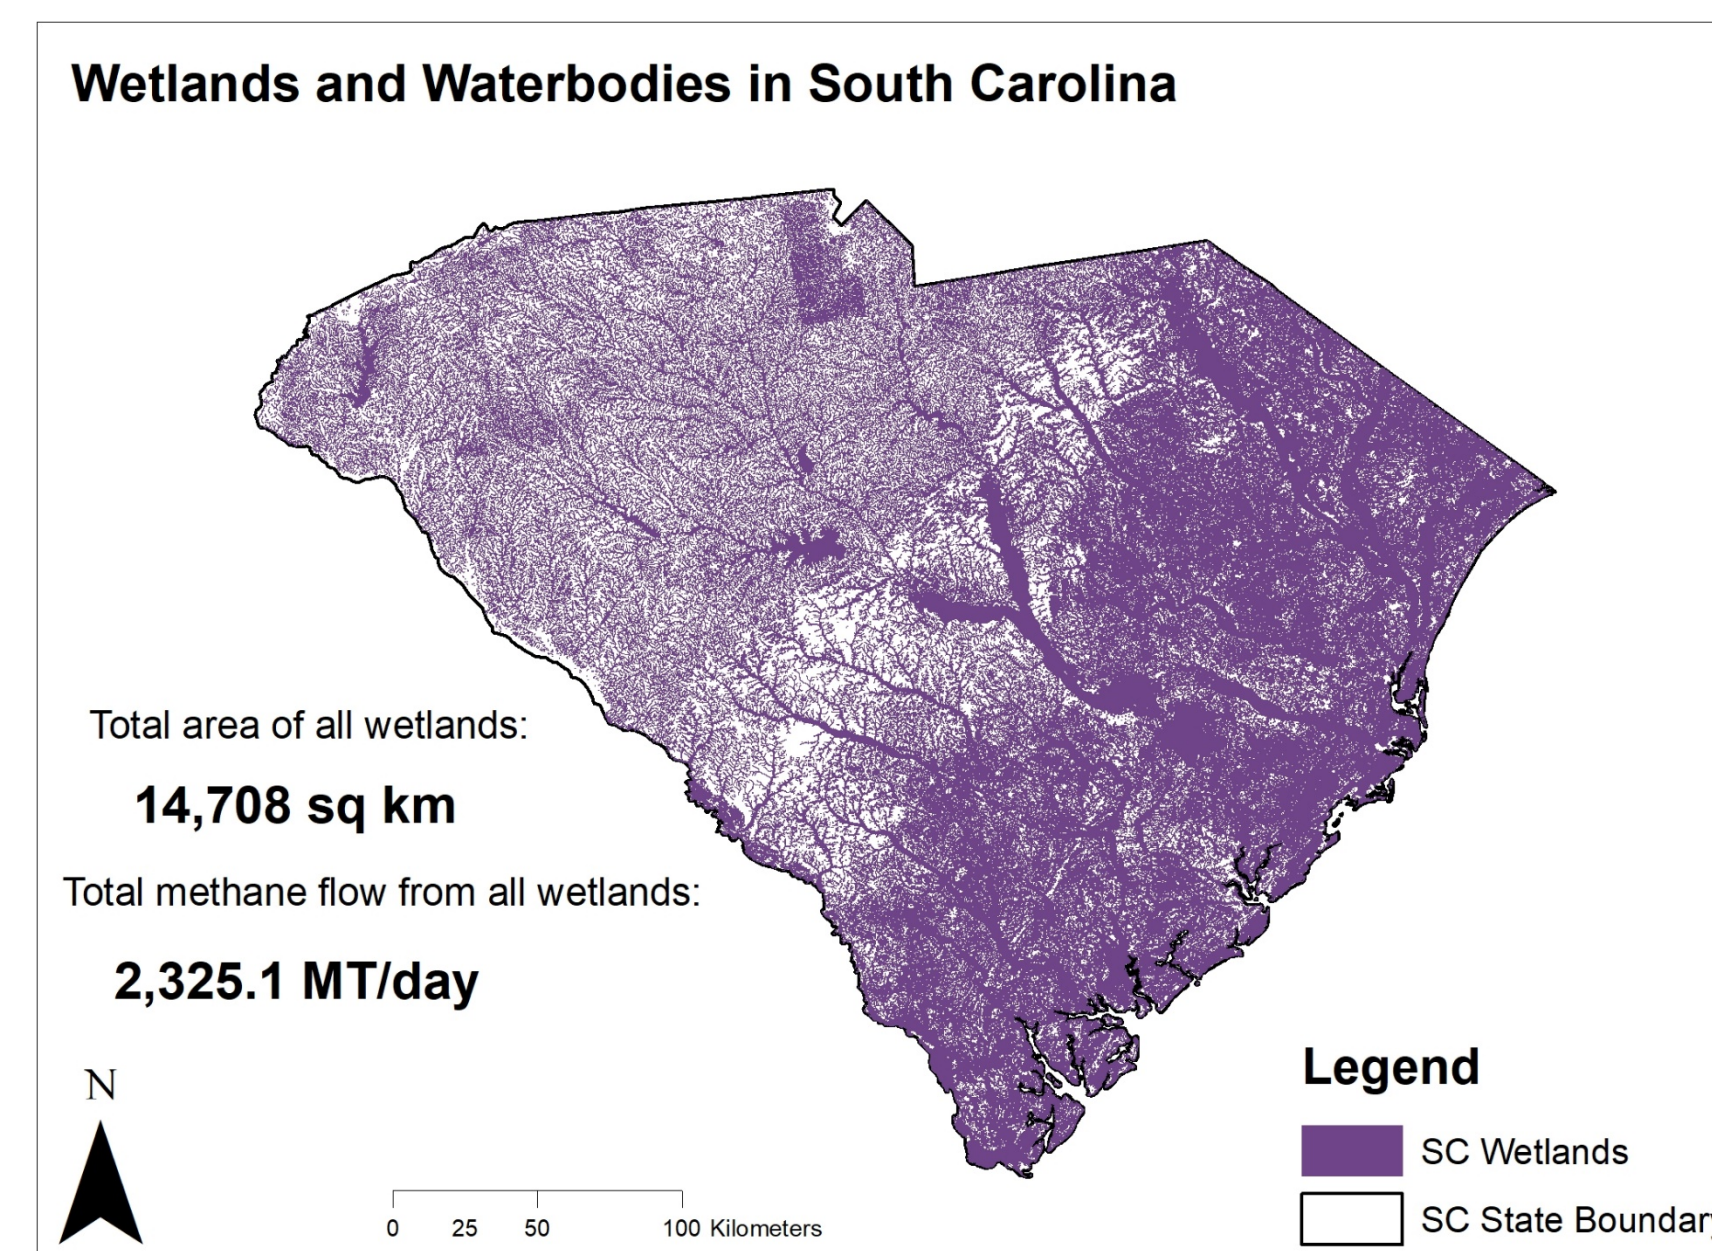 Wetlands and Waterbodies in South Carolina
Total area of all wetlands:
14,708 sq km
Total methane flow from all wetlands:
2,325.1 MT/day
N
0 25 50 100 Kilometers
Legend
SC Wetlands
SC State Boundary